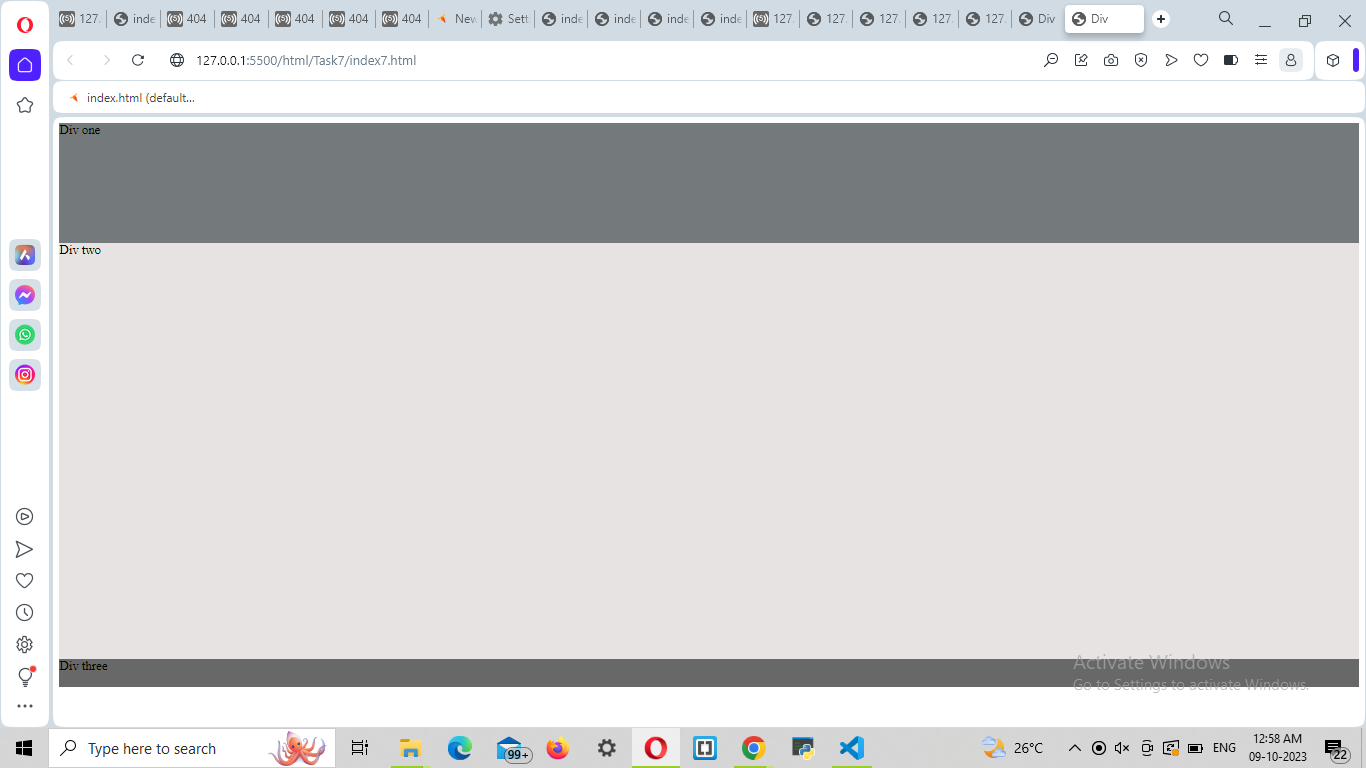 127. inde 404 404 404 404 404 New Sett inde inde inde inde 127. 127. 127. 127. 127. Div Div
127.0.0.1:5500/html/Task7/index7.html
index.html (default...
Div one
Div two
Div three
Activate Windows
Go to Settings to activate Windows.
Type here to search
99+
26°C
ENG
12:58 AM
09-10-2023
22